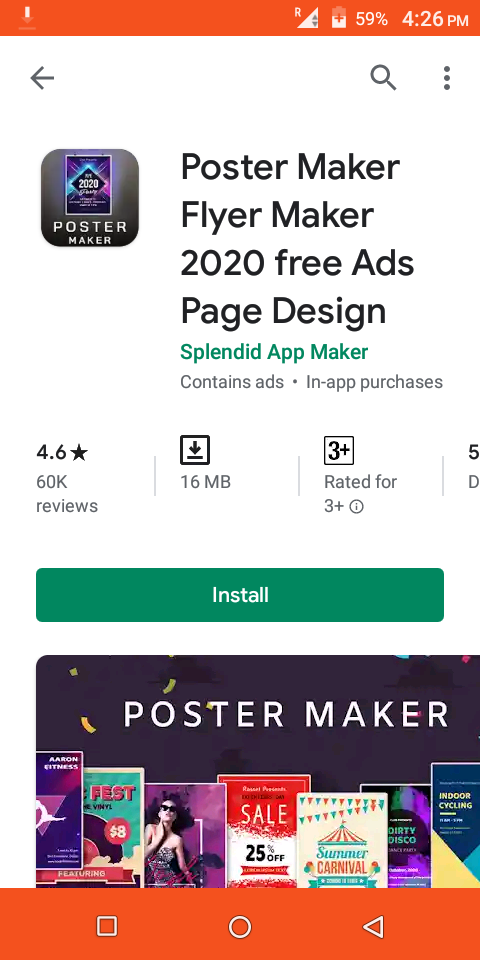 R 59% 4:26 PM
Poster Maker
Flyer Maker
2020 free Ads
Page Design
Splendid App Maker
Contains ads • In-app purchases
POSTER
MAKER
2020
4.6★
60K
reviews
16 MB
3+
Rated for
3+
5
D
Install
POSTER MAKER
AARON
FITNESS
FEST
THE VINYL
$8
FEATURING
SALE
25% OFF
Summer
CARNIVAL
DIRTY
DISCO
INDOOR
CYCLING